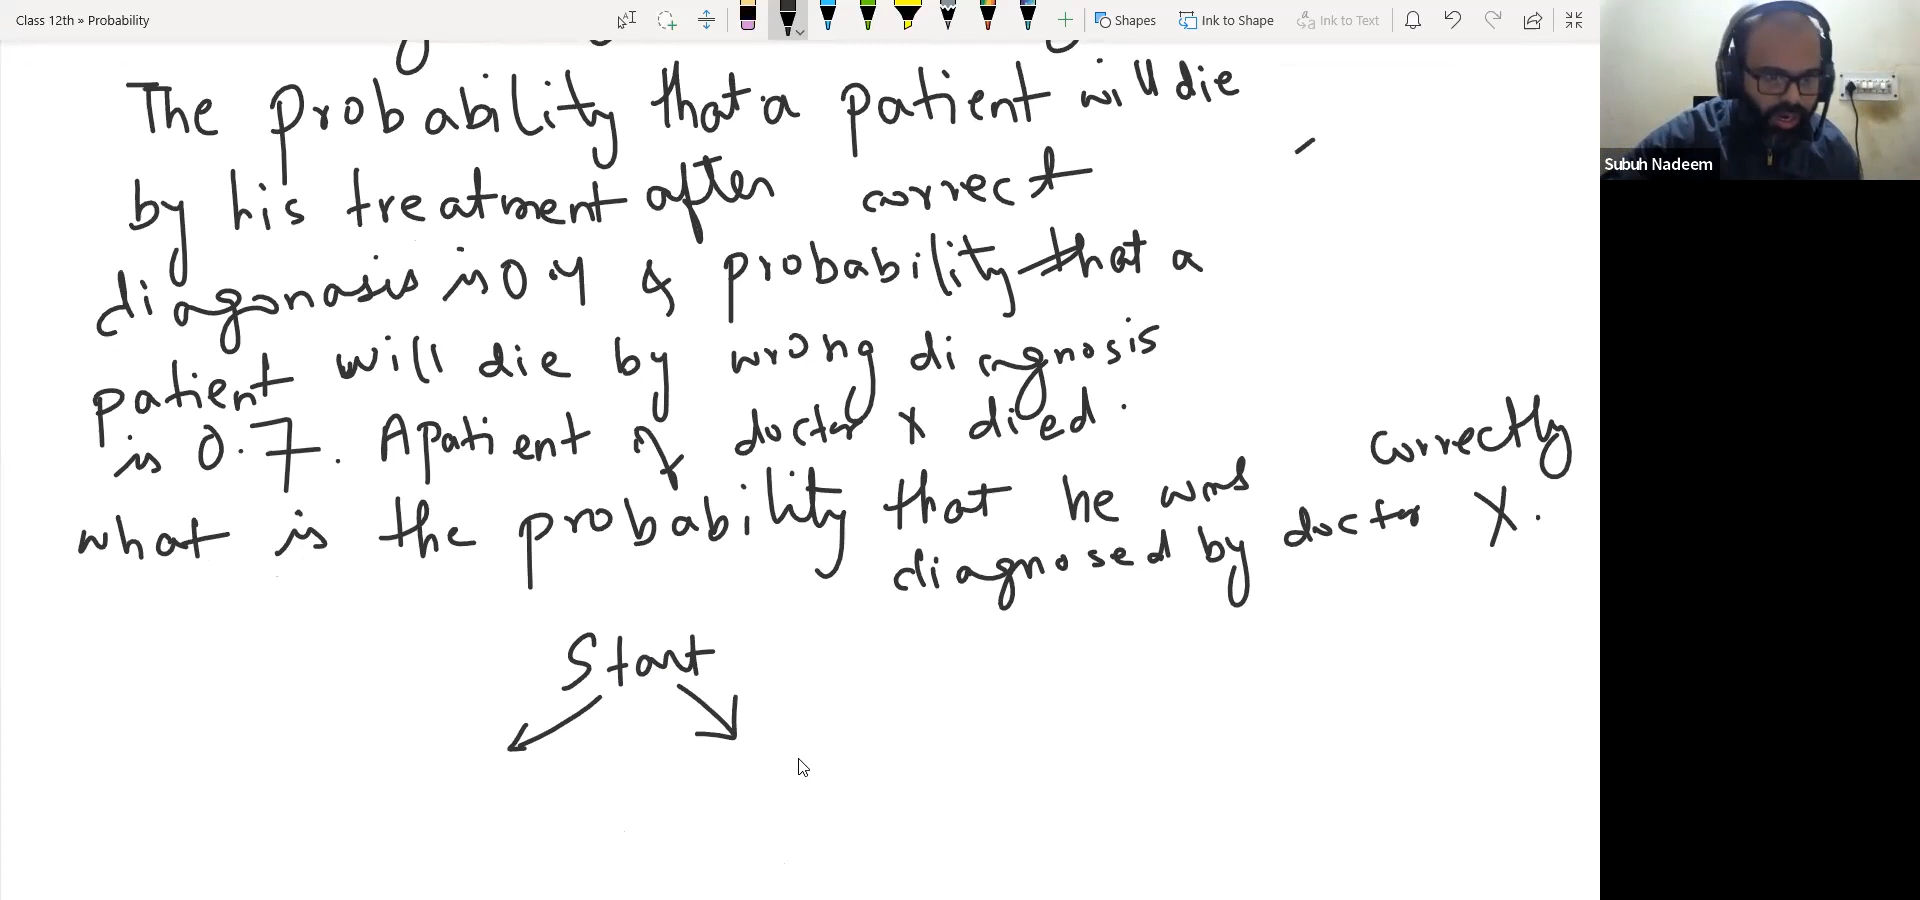 Class 12th » Probability
Shapes
Ink to Shape
Ink to Text
The probability that a patient will die
by his treatment after correct
diagonasis is 0.4 & probability that a
patient will die by wrong diagnosis
is 0.7. A patient of doctor X died.
what is the probability that he was correctly
diagnosed by doctor X.
Start
Subuh Nadeem